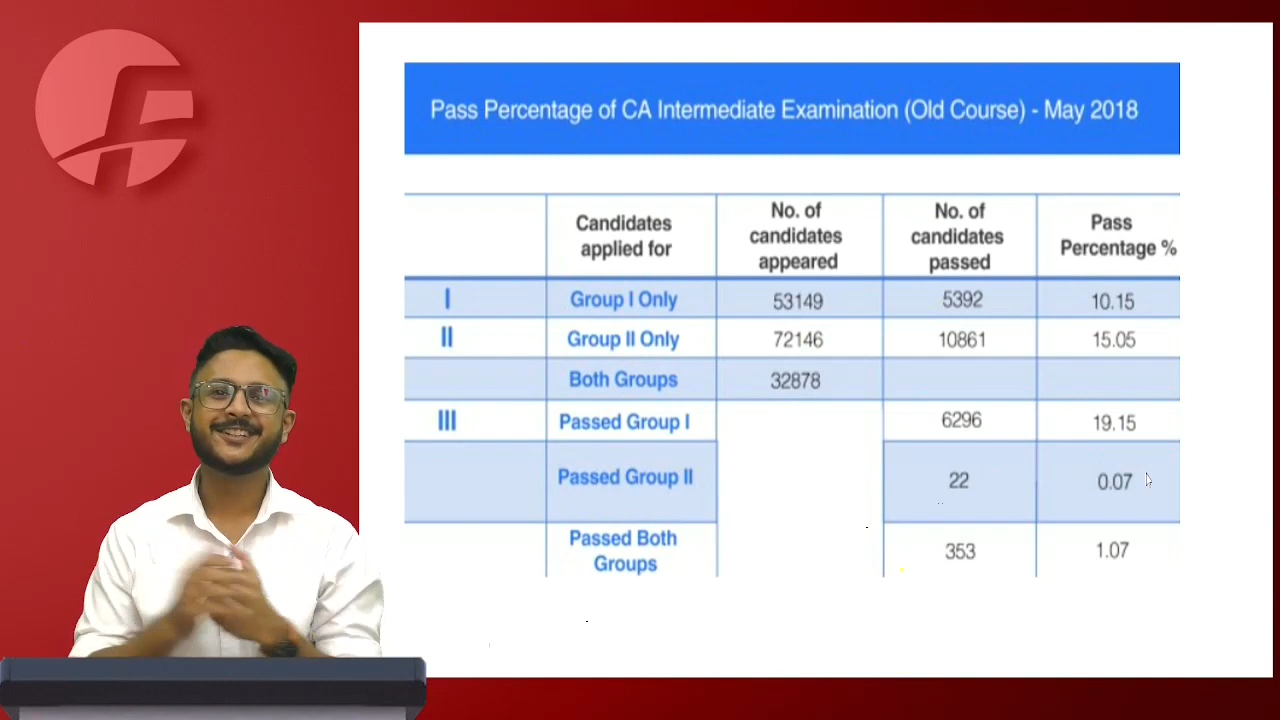 Pass Percentage of CA Intermediate Examination (Old Course) - May 2018
Candidates applied for No. of candidates appeared No. of candidates passed Pass Percentage %
I Group I Only 53149 5392 10.15
II Group II Only 72146 10861 15.05
Both Groups 32878
III Passed Group I 6296 19.15
Passed Group II 22 0.07
Passed Both Groups 353 1.07